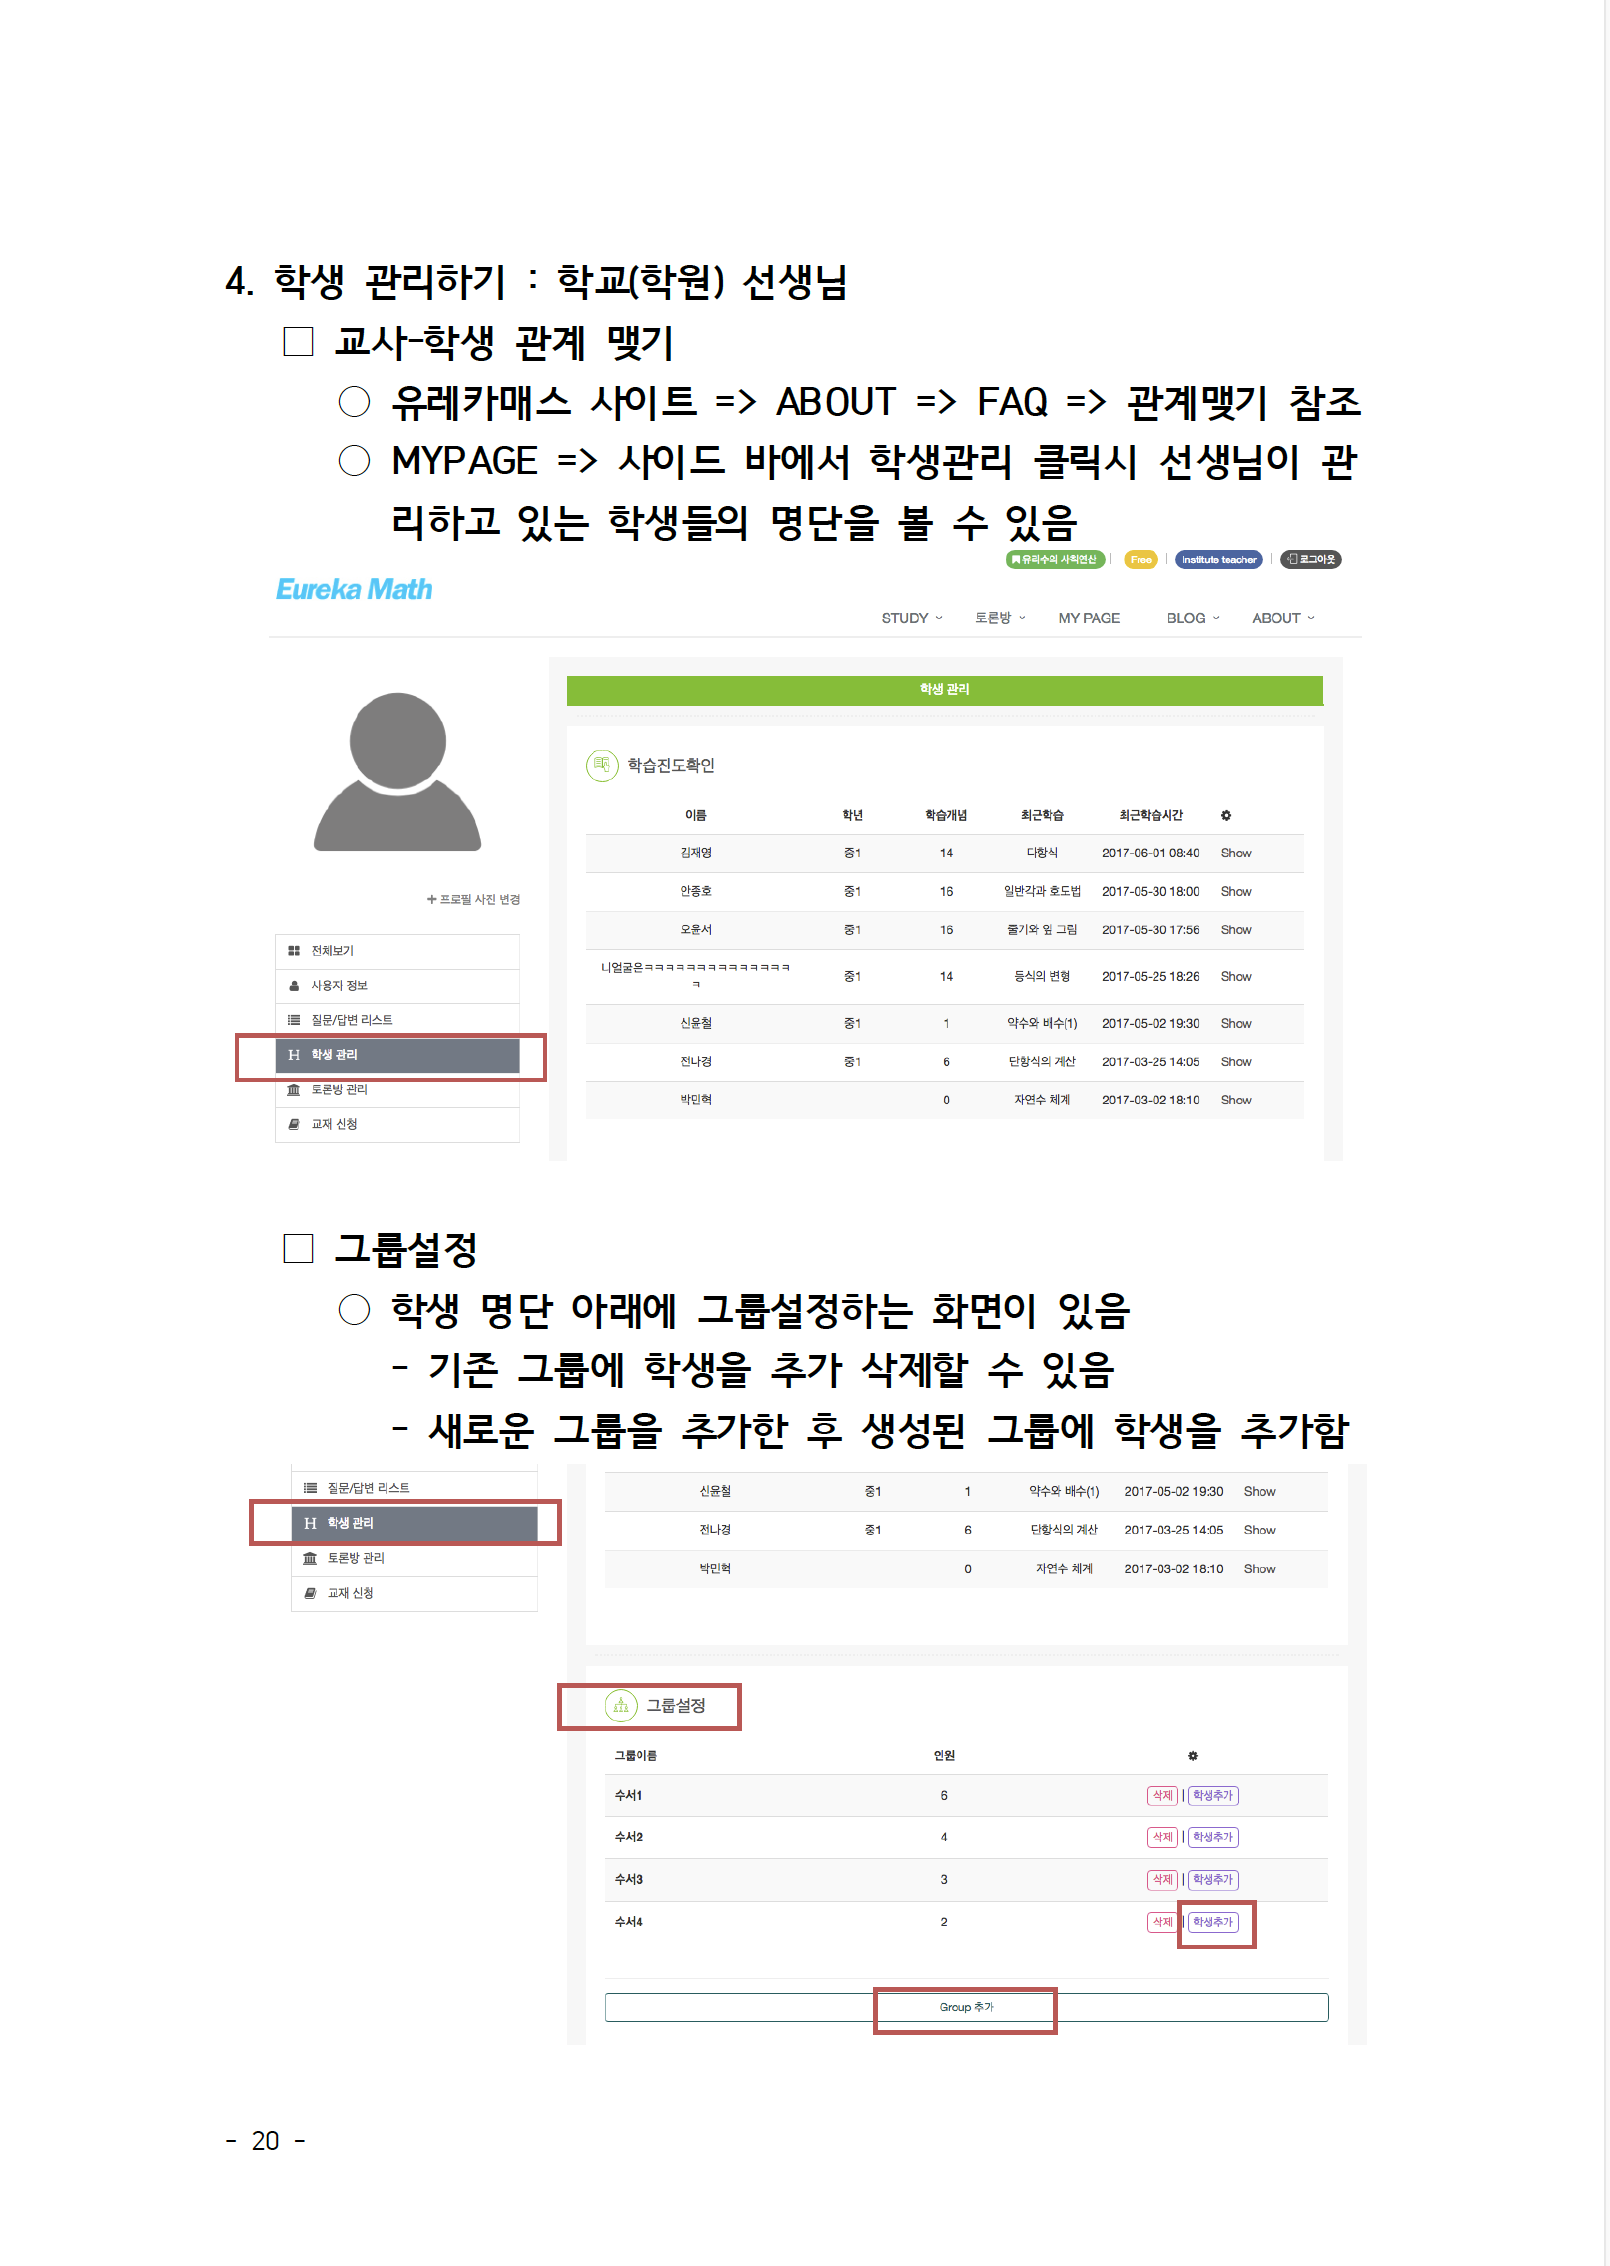 4. 학생 관리하기 : 학교(학원) 선생님
□ 교사-학생 관계 맺기
○ 유레카매스 사이트 => ABOUT => FAQ => 관계맺기 참조
○ MYPAGE => 사이드 바에서 학생관리 클릭시 선생님이 관
리하고 있는 학생들의 명단을 볼 수 있음
유리수의 사칙연산 | Free | Institute teacher | 로그아웃
Eureka Math
STUDY 토론방 MY PAGE BLOG ABOUT
학생 관리
학습진도확인
이름 학년 학습개념 최근학습 최근학습시간
김재영 중1 14 다항식 2017-06-01 08:40 Show
안종호 중1 16 일반각과 호도법 2017-05-30 18:00 Show
오윤서 중1 16 줄기와 잎 그림 2017-05-30 17:56 Show
니얼굴은ㅋㅋㅋㅋㅋㅋㅋㅋㅋㅋㅋㅋㅋㅋ
ㅋ 중1 14 등식의 변형 2017-05-25 18:26 Show
신윤철 중1 1 약수와 배수(1) 2017-05-02 19:30 Show
전나경 중1 6 단항식의 계산 2017-03-25 14:05 Show
박민혁 0 자연수 체계 2017-03-02 18:10 Show
+ 프로필 사진 변경
전체보기
사용자 정보
질문/답변 리스트
H 학생 관리
토론방 관리
교재 신청
□ 그룹설정
○ 학생 명단 아래에 그룹설정하는 화면이 있음
- 기존 그룹에 학생을 추가 삭제할 수 있음
- 새로운 그룹을 추가한 후 생성된 그룹에 학생을 추가함
질문/답변 리스트
H 학생 관리
토론방 관리
교재 신청
신윤철 중1 1 약수와 배수(1) 2017-05-02 19:30 Show
전나경 중1 6 단항식의 계산 2017-03-25 14:05 Show
박민혁 0 자연수 체계 2017-03-02 18:10 Show
그룹설정
그룹이름 인원
수서1 6 삭제 | 학생추가
수서2 4 삭제 | 학생추가
수서3 3 삭제 | 학생추가
수서4 2 삭제 | 학생추가
Group 추가
- 20 -